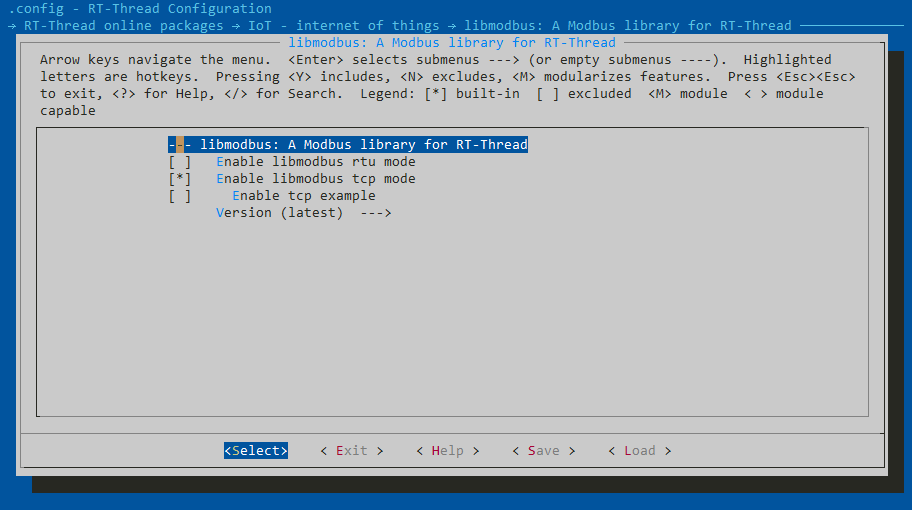 .config - RT-Thread Configuration
→ RT-Thread online packages → IoT - internet of things → libmodbus: A Modbus library for RT-Thread
libmodbus: A Modbus library for RT-Thread
Arrow keys navigate the menu.  <Enter> selects submenus ---> (or empty submenus ----).  Highlighted
letters are hotkeys.  Pressing <Y> includes, <N> excludes, <M> modularizes features.  Press <Esc><Esc>
to exit, <?> for Help, </> for Search.  Legend: [*] built-in  [ ] excluded  <M> module  < > module
capable
--- libmodbus: A Modbus library for RT-Thread
[ ]   Enable libmodbus rtu mode
[*]   Enable libmodbus tcp mode
[ ]     Enable tcp example
Version (latest)  --->
<Select>    < Exit >    < Help >    < Save >    < Load >